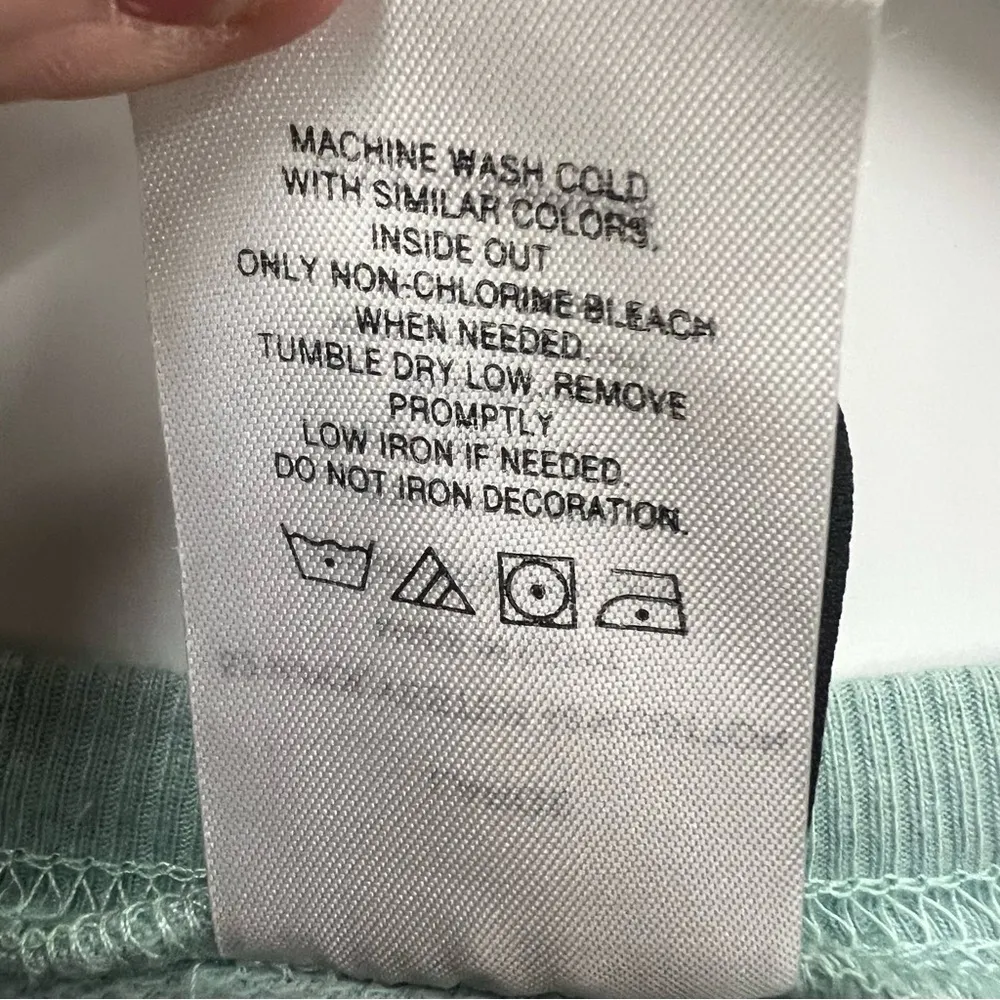 MACHINE WASH COLD
WITH SIMILAR COLORS,
INSIDE OUT
ONLY NON-CHLORINE BLEACH
WHEN NEEDED.
TUMBLE DRY LOW. REMOVE
PROMPTLY
LOW IRON IF NEEDED.
DO NOT IRON DECORATION.